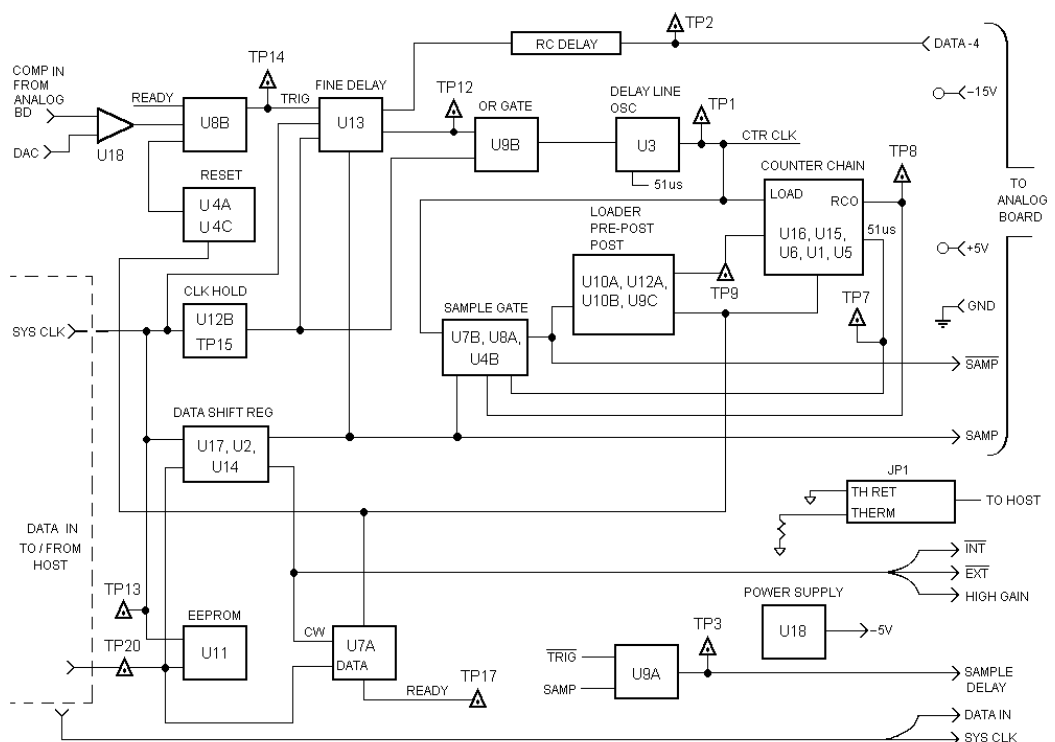 TP2
TP14
RC DELAY
DATA-4
COMP IN
FROM
ANALOG
BD
READY
TRIG
FINE DELAY
TP12
OR GATE
DELAY LINE
OSC
TP1
-15V
U8B
U13
U9B
U3
CTR CLK
TP8
U18
DAC
51us
COUNTER CHAIN
TO
ANALOG
BOARD
RESET
U4A
U4C
LOADER
PRE-POST
POST
LOAD
RCO
51us
U16, U15,
U6, U1, U5
+5V
U10A, U12A,
U10B, U9C
TP9
TP7
CLK HOLD
SAMPLE GATE
GND
SYS CLK
U12B
TP15
U7B, U8A,
U4B
SAMP
DATA SHIFT REG
U17, U2,
U14
SAMP
JP1
TH RET
THERM
TO HOST
DATA IN
TO / FROM
HOST
INT
EXT
HIGH GAIN
TP13
EEPROM
POWER SUPPLY
TP20
U11
CW
U7A
DATA
TP3
U18
-5V
TRIG
U9A
READY
TP17
SAMP
SAMPLE
DELAY
DATA IN
SYS CLK